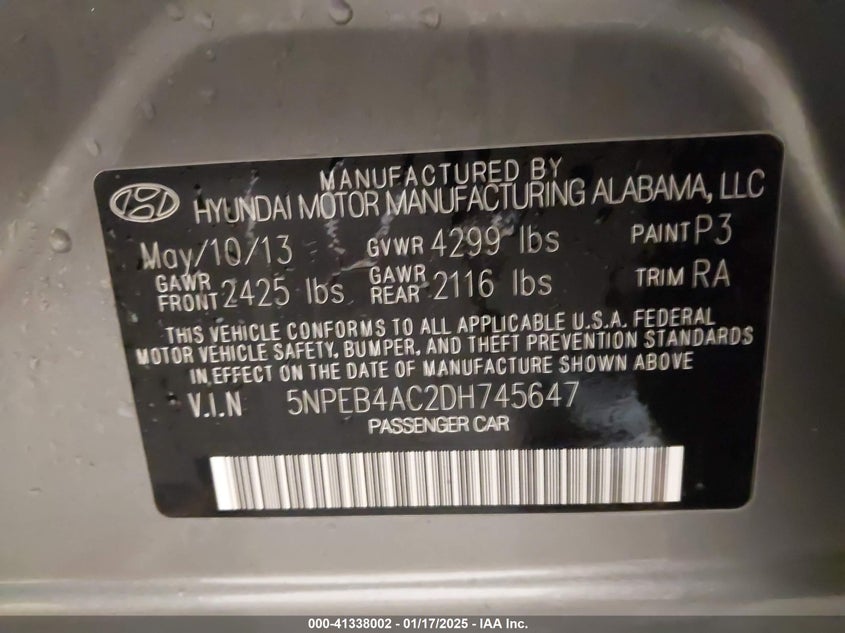 MANUFACTURED BY
HYUNDAI MOTOR MANUFACTURING ALABAMA, LLC
May/10/13 GVWR 4299 lbs PAINT P3
GAWR FRONT 2425 lbs GAWR REAR 2116 lbs TRIM RA
THIS VEHICLE CONFORMS TO ALL APPLICABLE U.S.A. FEDERAL
MOTOR VEHICLE SAFETY, BUMPER, AND THEFT PREVENTION STANDARDS
IN EFFECT ON THE DATE OF MANUFACTURE SHOWN ABOVE
V.I.N 5NPEB4AC2DH745647
PASSENGER CAR
000-41338002 - 01/17/2025 - IAA Inc.